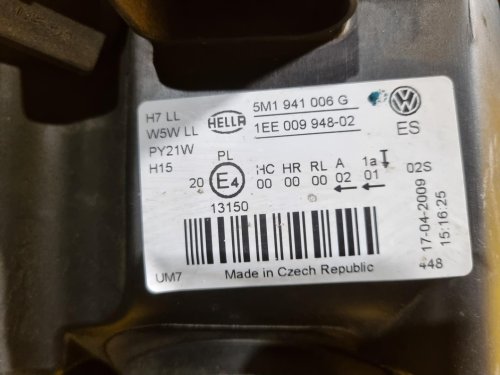 H7 LL
W5W LL
PY21W
H15
HELLA
5M1 941 006 G
1EE 009 948-02
ES
PL
20 E4
HC HR RL A 1a
00 00 00 02 01
02S
13150
17-04-2009
15:16:25
UM7
Made in Czech Republic
448